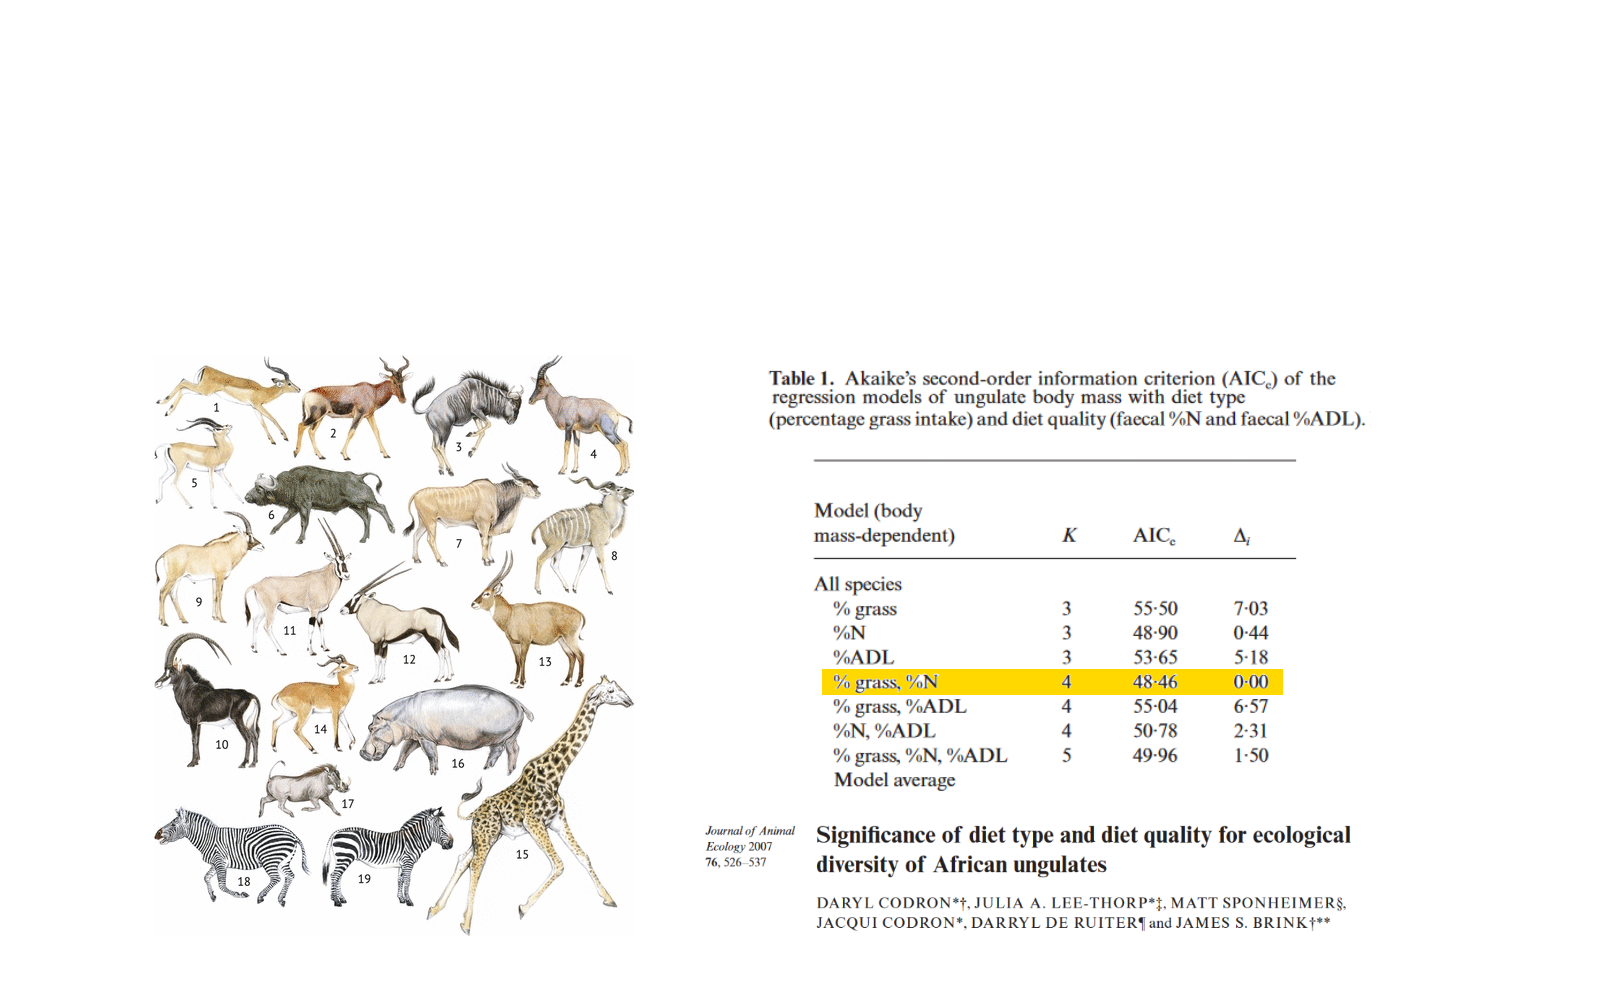 1
2
3
4
5
6
7
8
9
10
11
12
13
14
15
16
17
18
19
Table 1. Akaike's second-order information criterion (AICc) of the
regression models of ungulate body mass with diet type
(percentage grass intake) and diet quality (faecal %N and faecal %ADL).
Model (body
mass-dependent) K AICc Δi
All species
% grass 3 55·50 7·03
%N 3 48·90 0·44
%ADL 3 53·65 5·18
% grass, %N 4 48·46 0·00
% grass, %ADL 4 55·04 6·57
%N, %ADL 4 50·78 2·31
% grass, %N, %ADL 5 49·96 1·50
Model average
Journal of Animal
Ecology 2007
76, 526–537
Significance of diet type and diet quality for ecological
diversity of African ungulates
DARYL CODRON*†, JULIA A. LEE-THORP*‡, MATT SPONHEIMER§,
JACQUI CODRON*, DARRYL DE RUITER¶ and JAMES S. BRINK†**